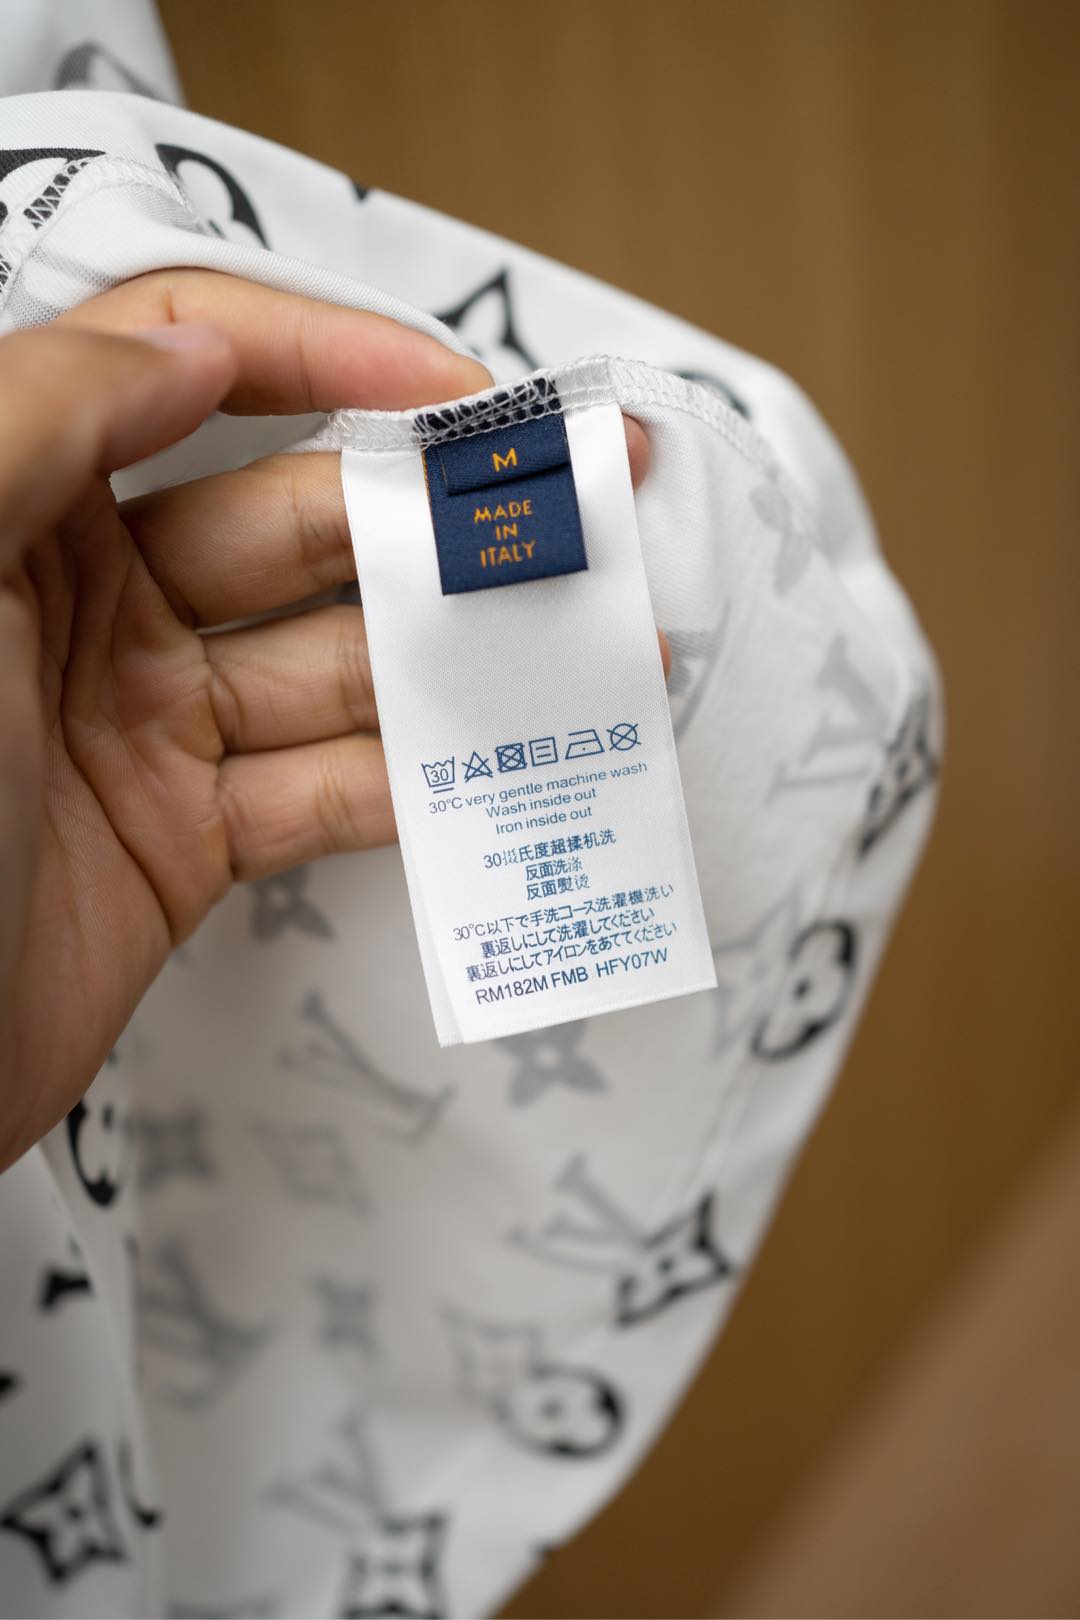 M
MADE
IN
ITALY
30
30°C very gentle machine wash
Wash inside out
Iron inside out
30摄氏度超揉机洗
反面洗涤
反面熨烫
30°C以下で手洗コース洗濯機洗い
裏返しにして洗濯してください
裏返しにしてアイロンをあててください
RM182M FMB HFY07W